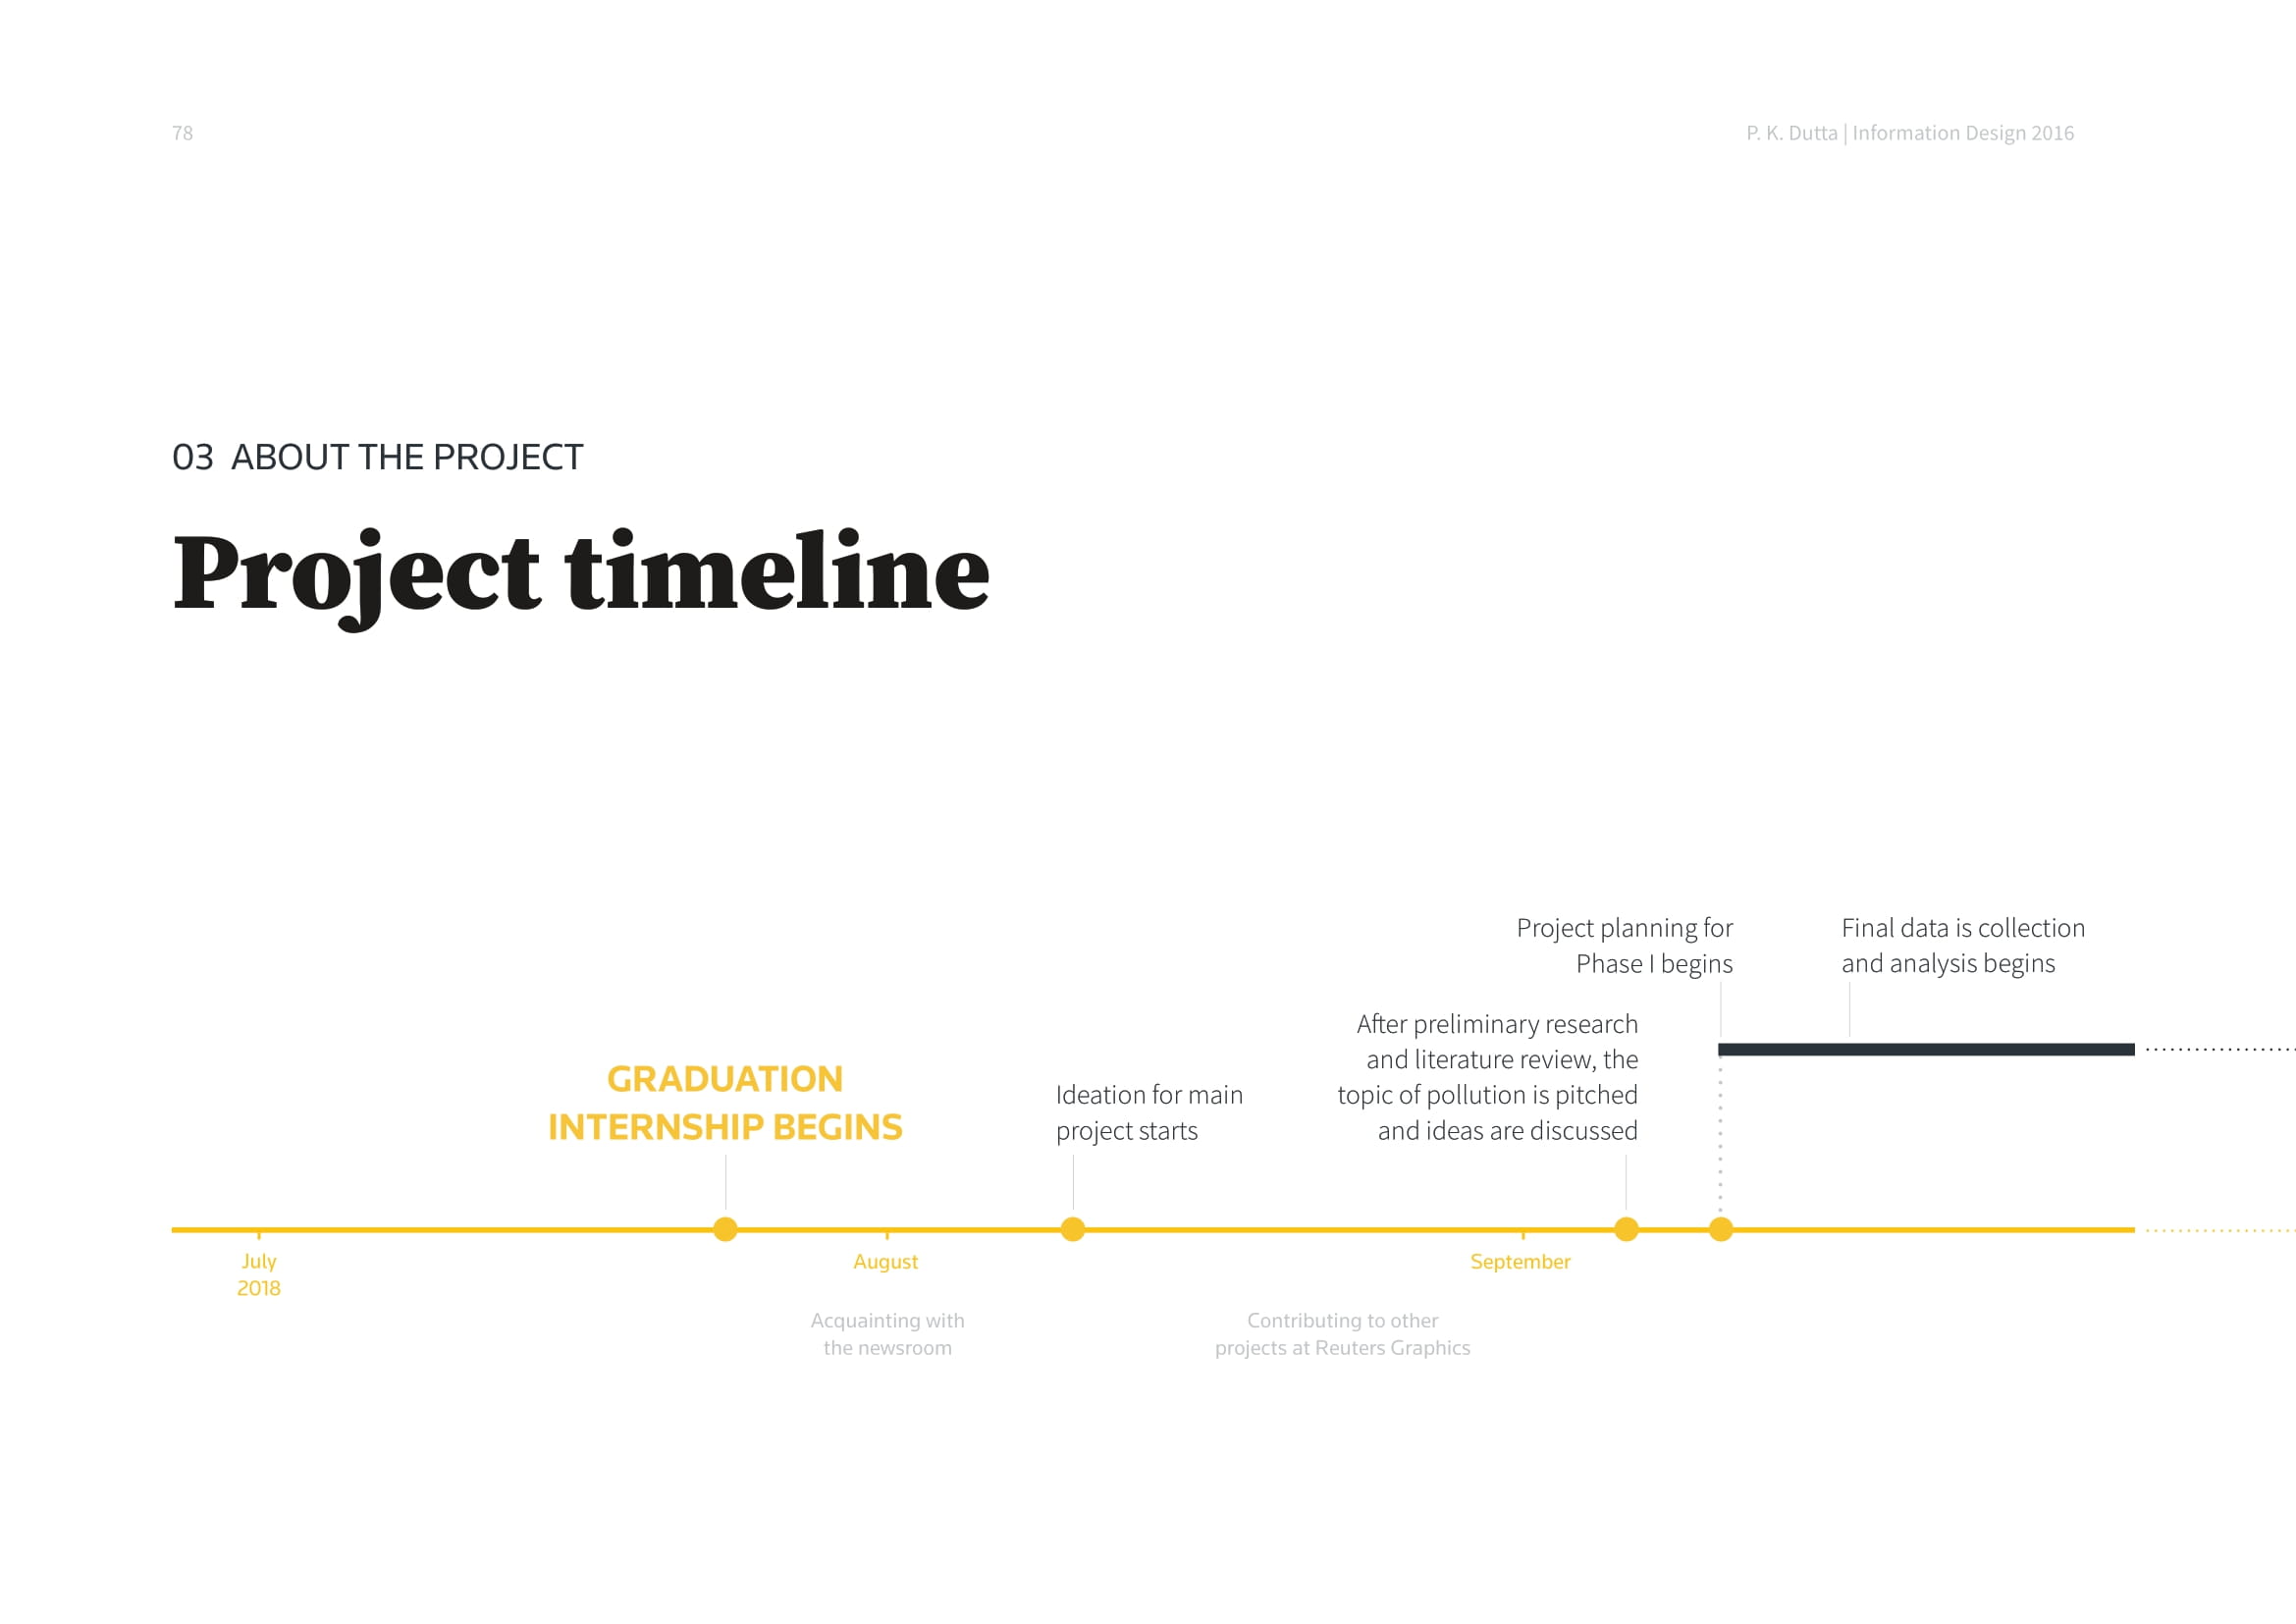 78
P. K. Dutta | Information Design 2016
03 ABOUT THE PROJECT
Project timeline
Project planning for
Phase I begins
Final data is collection
and analysis begins
After preliminary research
and literature review, the
topic of pollution is pitched
and ideas are discussed
GRADUATION
INTERNSHIP BEGINS
Ideation for main
project starts
July
2018
August
September
Acquainting with
the newsroom
Contributing to other
projects at Reuters Graphics